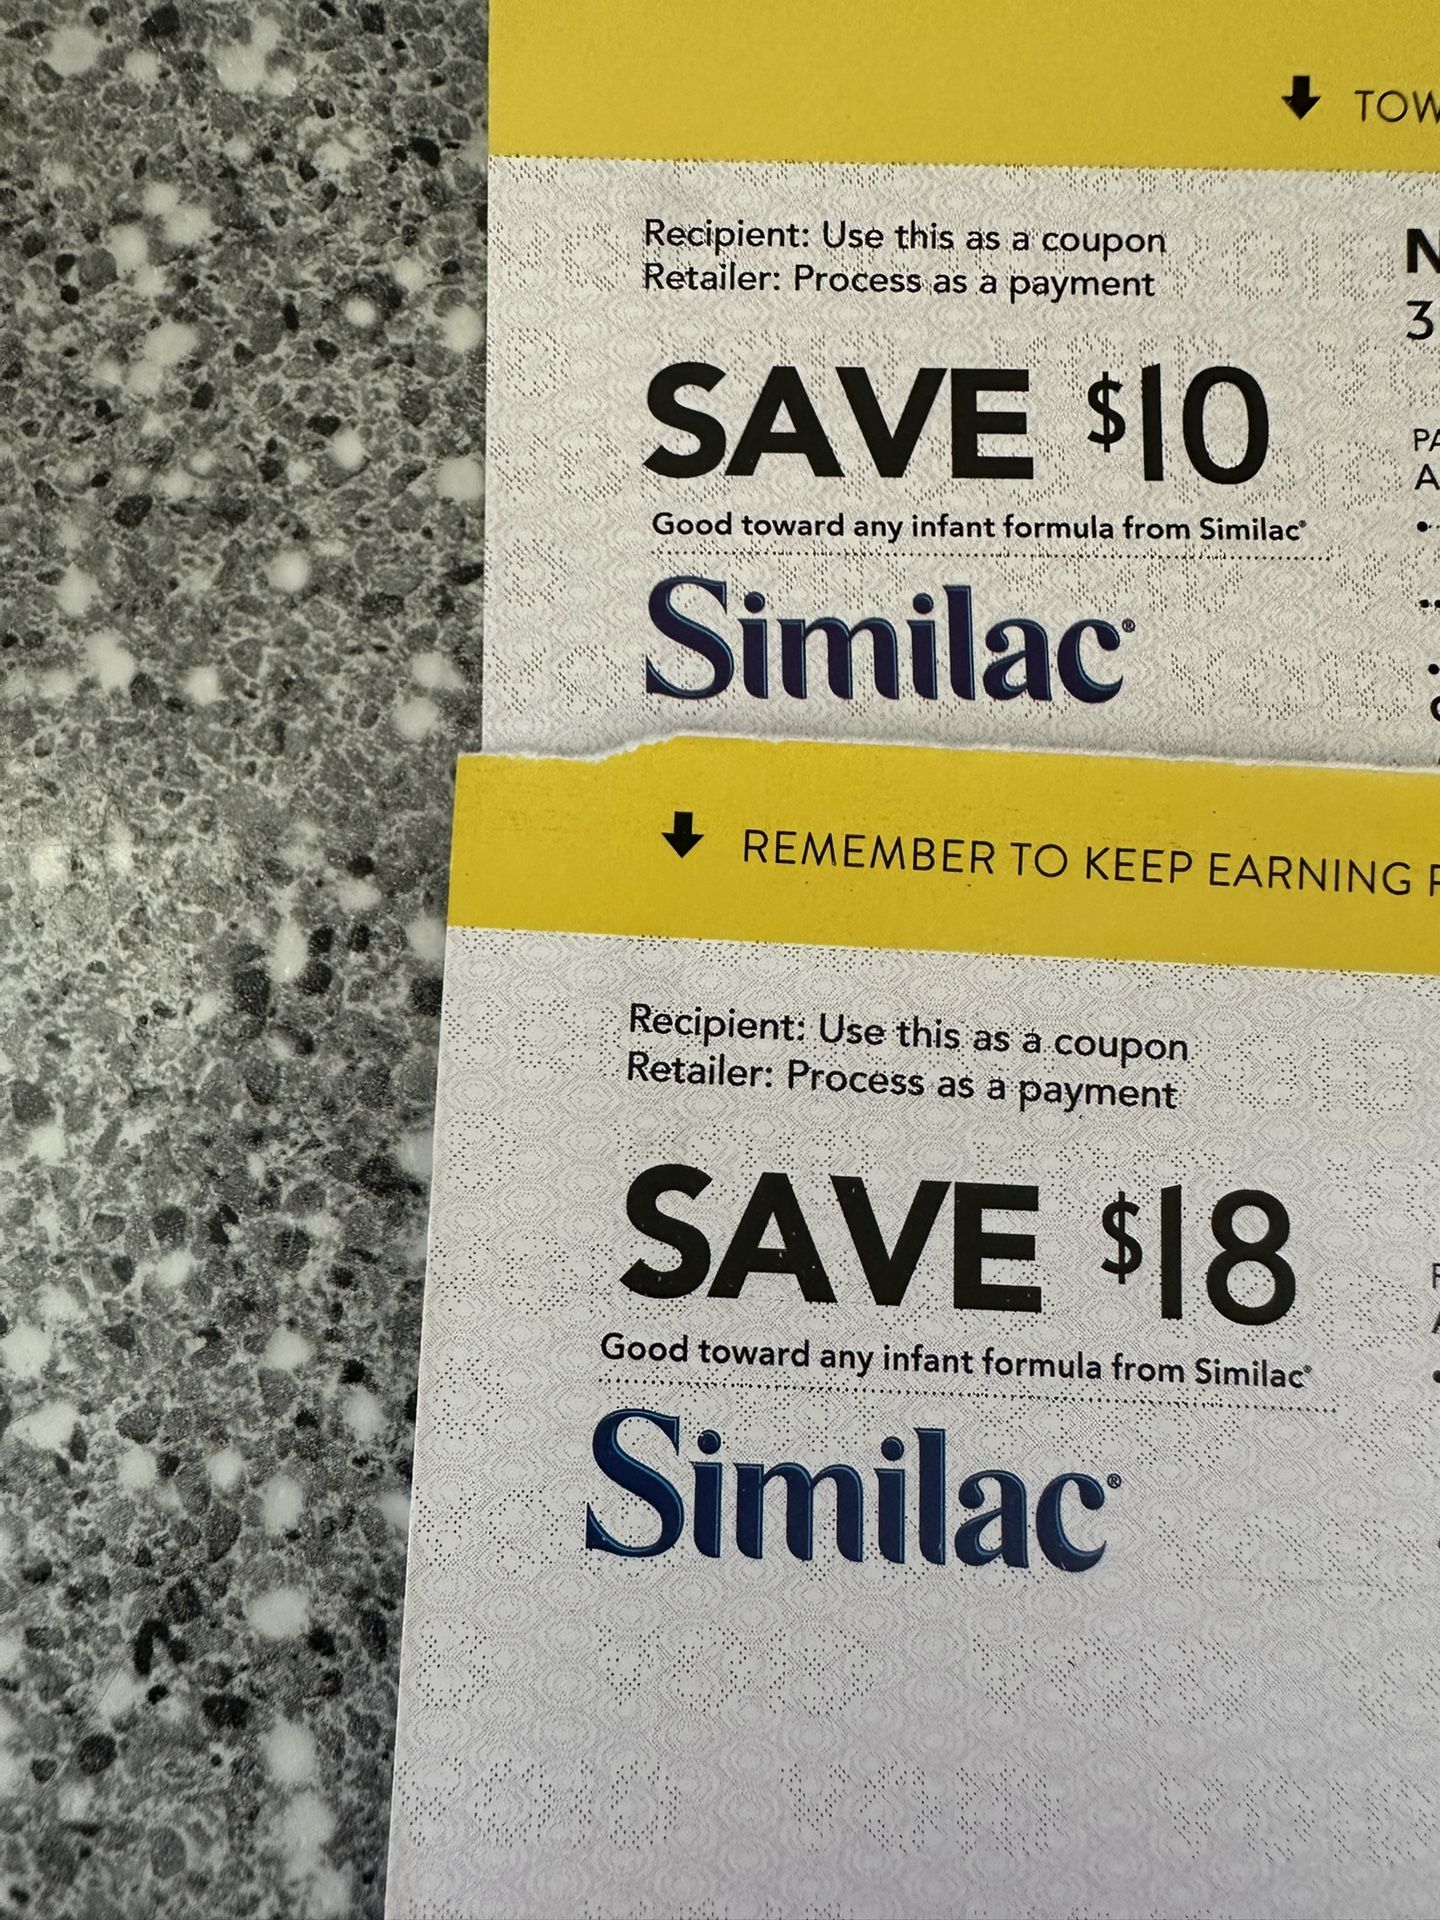 TOW
Recipient: Use this as a coupon
Retailer: Process as a payment
N
3
SAVE $10
PA
A
Good toward any infant formula from Similac®
Similac®
REMEMBER TO KEEP EARNING
Recipient: Use this as a coupon
Retailer: Process as a payment
SAVE $18
Good toward any infant formula from Similac®
Similac®